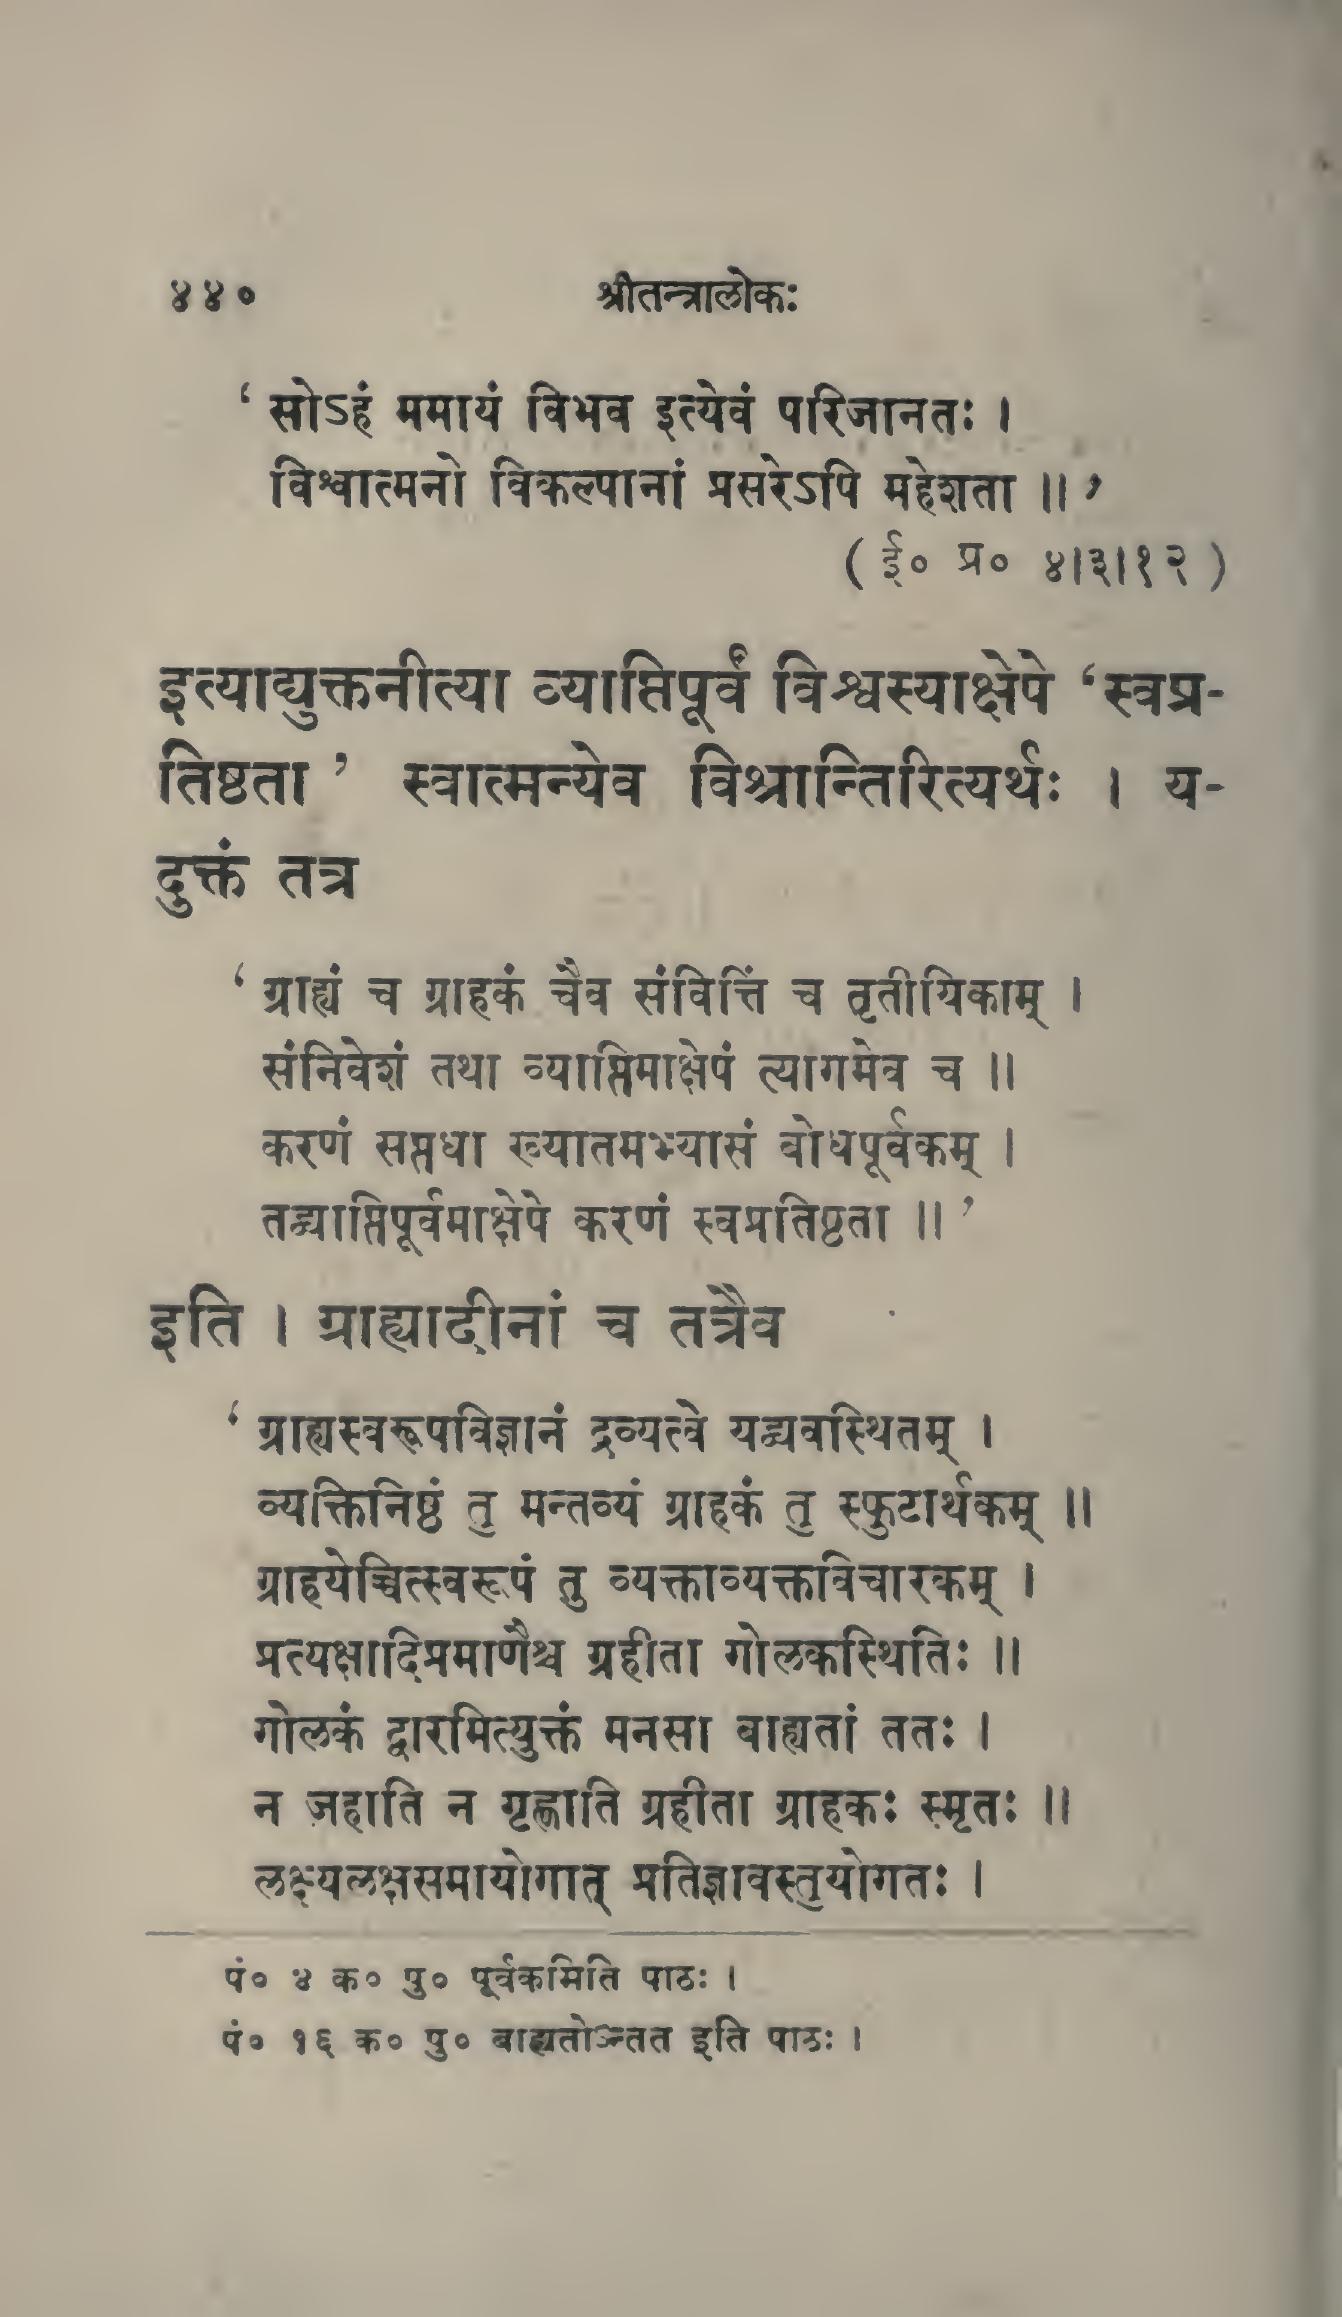 ४४० श्रीतन्त्रालोकः
‘ सोऽहं ममायं विभव इत्येवं परिजानतः ।
विश्वात्मनो विकल्पानां प्रसरेऽपि महेशता ॥ ’
( ई० प्र० ४।३।१२ )
इत्याद्युक्तनीत्या व्याप्तिपूर्वं विश्वस्याक्षेपे ‘स्वप्र-
तिष्ठता ’ स्वात्मन्येव विश्रान्तिरित्यर्थः । य-
दुक्तं तत्र
‘ ग्राह्यं च ग्राहकं चैव संवित्तिं च तृतीयिकाम् ।
संनिवेशं तथा व्याप्तिमाक्षेपं त्यागमेव च ॥
करणं सप्तधा ख्यातमभ्यासं बोधपूर्वकम् ।
तद्व्याप्तिपूर्वमाक्षेपे करणं स्वप्रतिष्ठता ॥ ’
इति । ग्राह्यादीनां च तत्रैव
‘ ग्राह्यस्वरूपविज्ञानं द्रव्यत्वे यद्व्यवस्थितम् ।
व्यक्तिनिष्ठं तु मन्तव्यं ग्राहकं तु स्फुटार्थकम् ॥
ग्राहयेच्चित्स्वरूपं तु व्यक्ताव्यक्तविचारकम् ।
प्रत्यक्षादिप्रमाणैश्च ग्रहीता गोलकस्थितिः ॥
गोलकं द्वारमित्युक्तं मनसा बाह्यतां ततः ।
न जहाति न गृह्णाति ग्रहीता ग्राहकः स्मृतः ॥
लक्ष्यलक्षसमायोगात् प्रतिज्ञावस्तुयोगतः ।
पं० ४ क० पु० पूर्वकमिति पाठः ।
पं० १६ क० पु० बाह्यतोऽन्तत इति पाठः ।